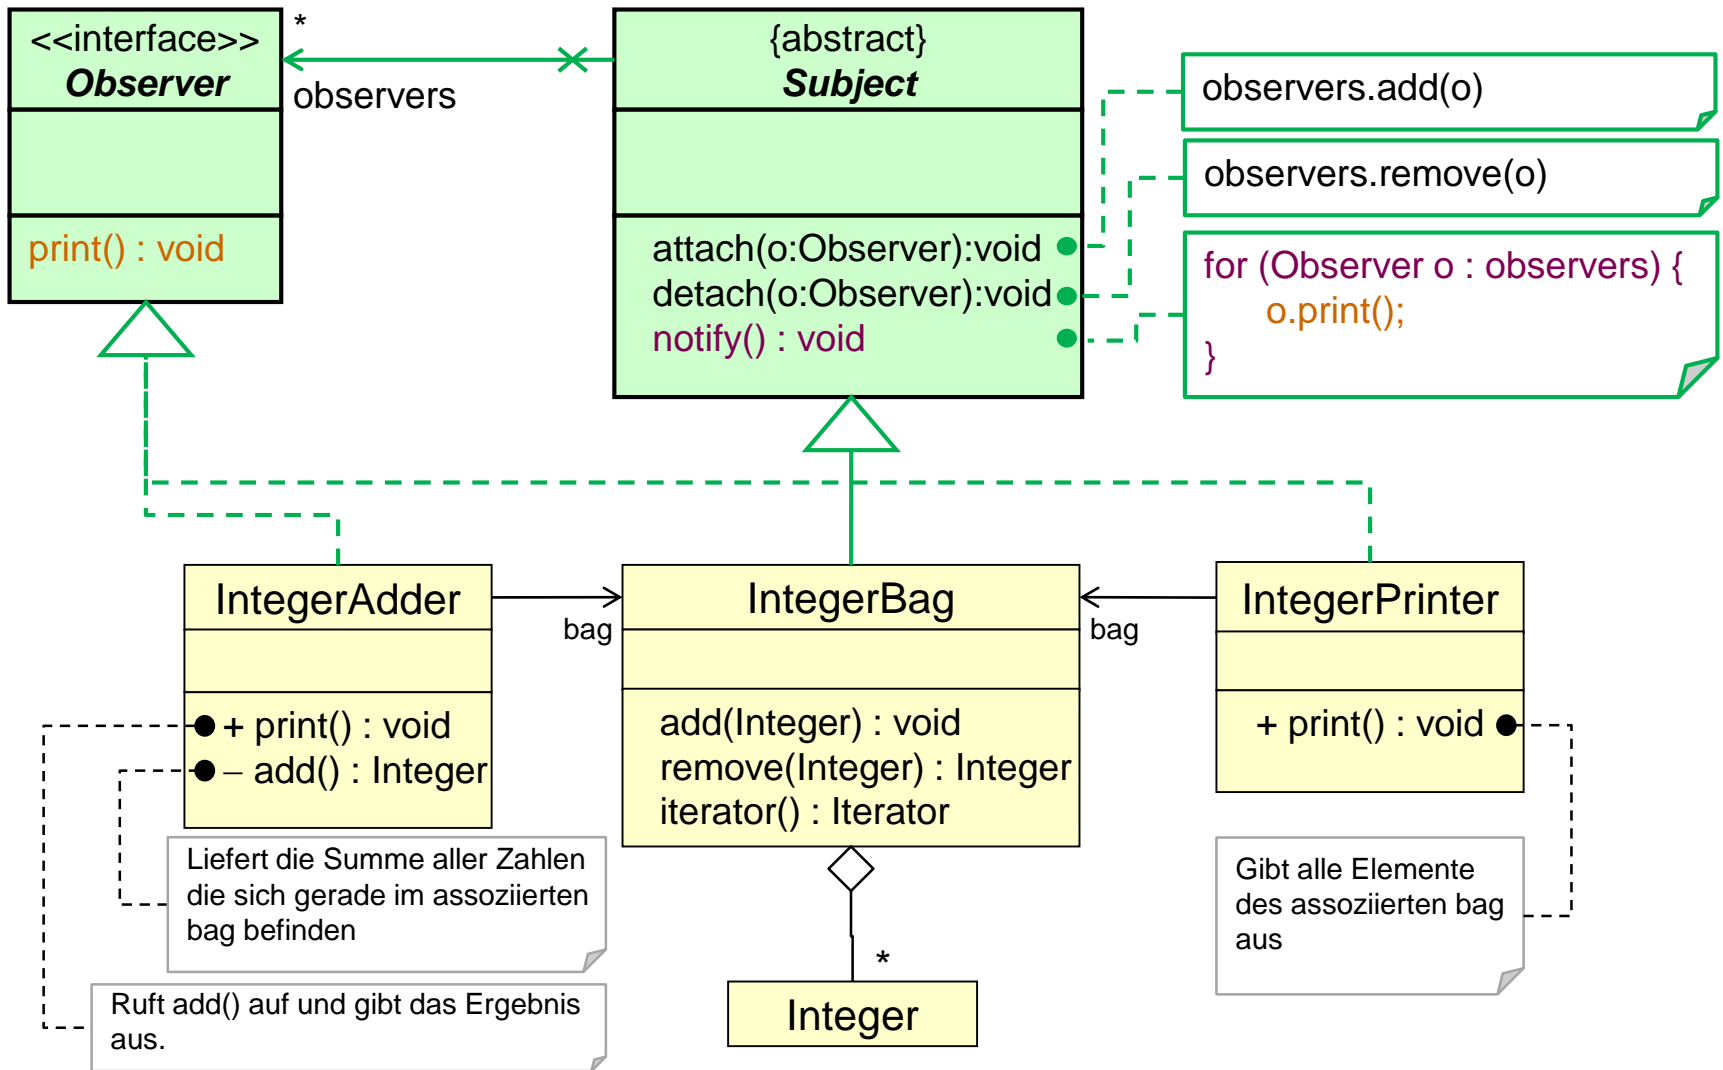 <<interface>>
Observer
print() : void
*
observers
{abstract}
Subject
attach(o:Observer):void
detach(o:Observer):void
notify() : void
observers.add(o)
observers.remove(o)
for (Observer o : observers) {
o.print();
}
IntegerAdder
+ print() : void
– add() : Integer
bag
IntegerBag
add(Integer) : void
remove(Integer) : Integer
iterator() : Iterator
bag
IntegerPrinter
+ print() : void
Liefert die Summe aller Zahlen
die sich gerade im assoziierten
bag befinden
Ruft add() auf und gibt das Ergebnis
aus.
*
Integer
Gibt alle Elemente
des assoziierten bag
aus